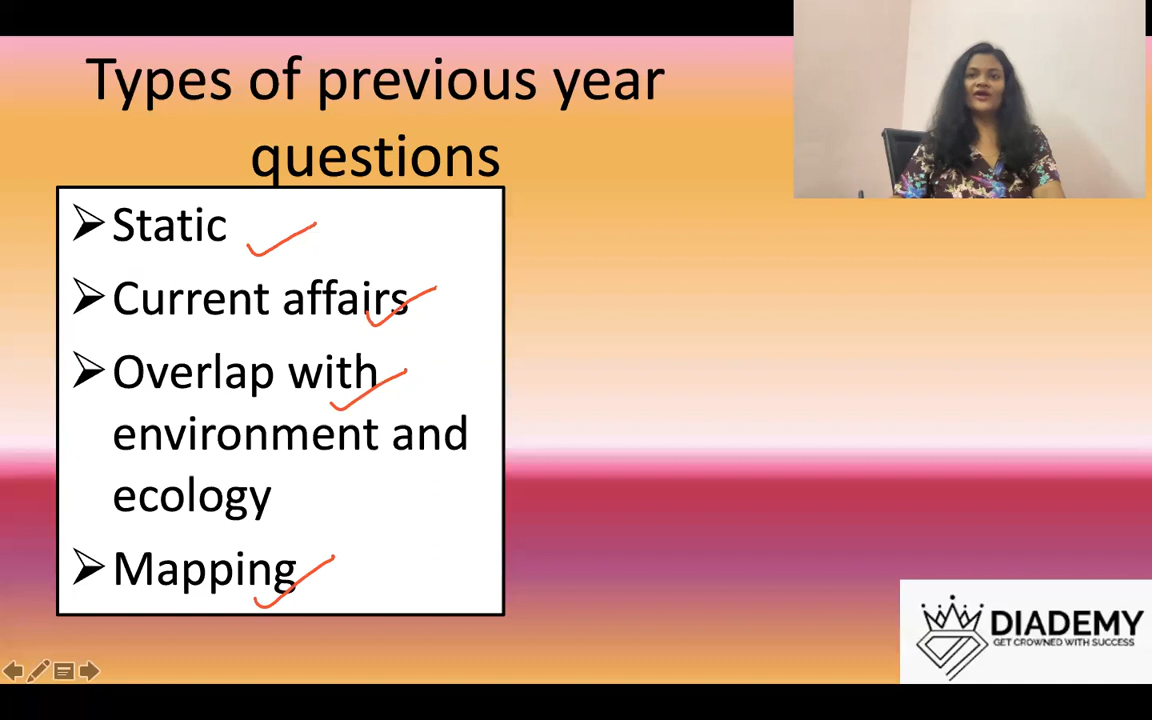 Types of previous year
questions
Static
Current affairs
Overlap with
environment and
ecology
Mapping
DIADEMY
GET CROWNED WITH SUCCESS